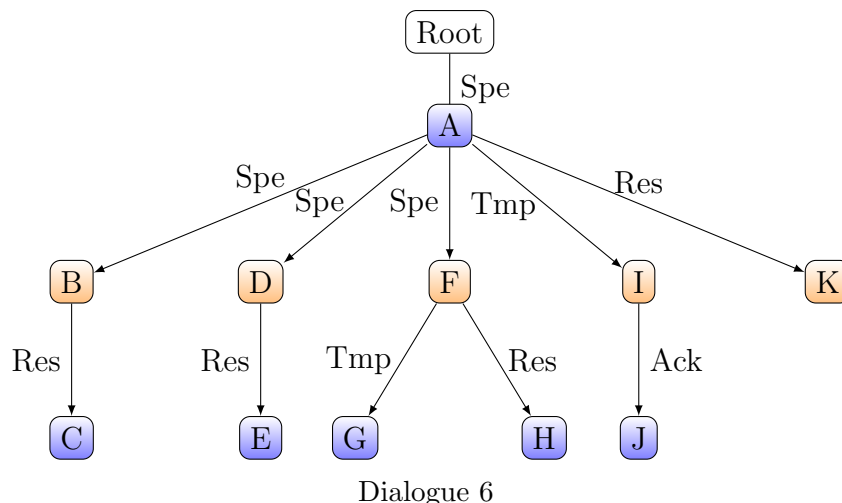 Root
Spe
A
Spe
Spe
Spe
Tmp
Res
B
D
F
I
K
Res
Res
Tmp
Res
Ack
C
E
G
H
J
Dialogue 6